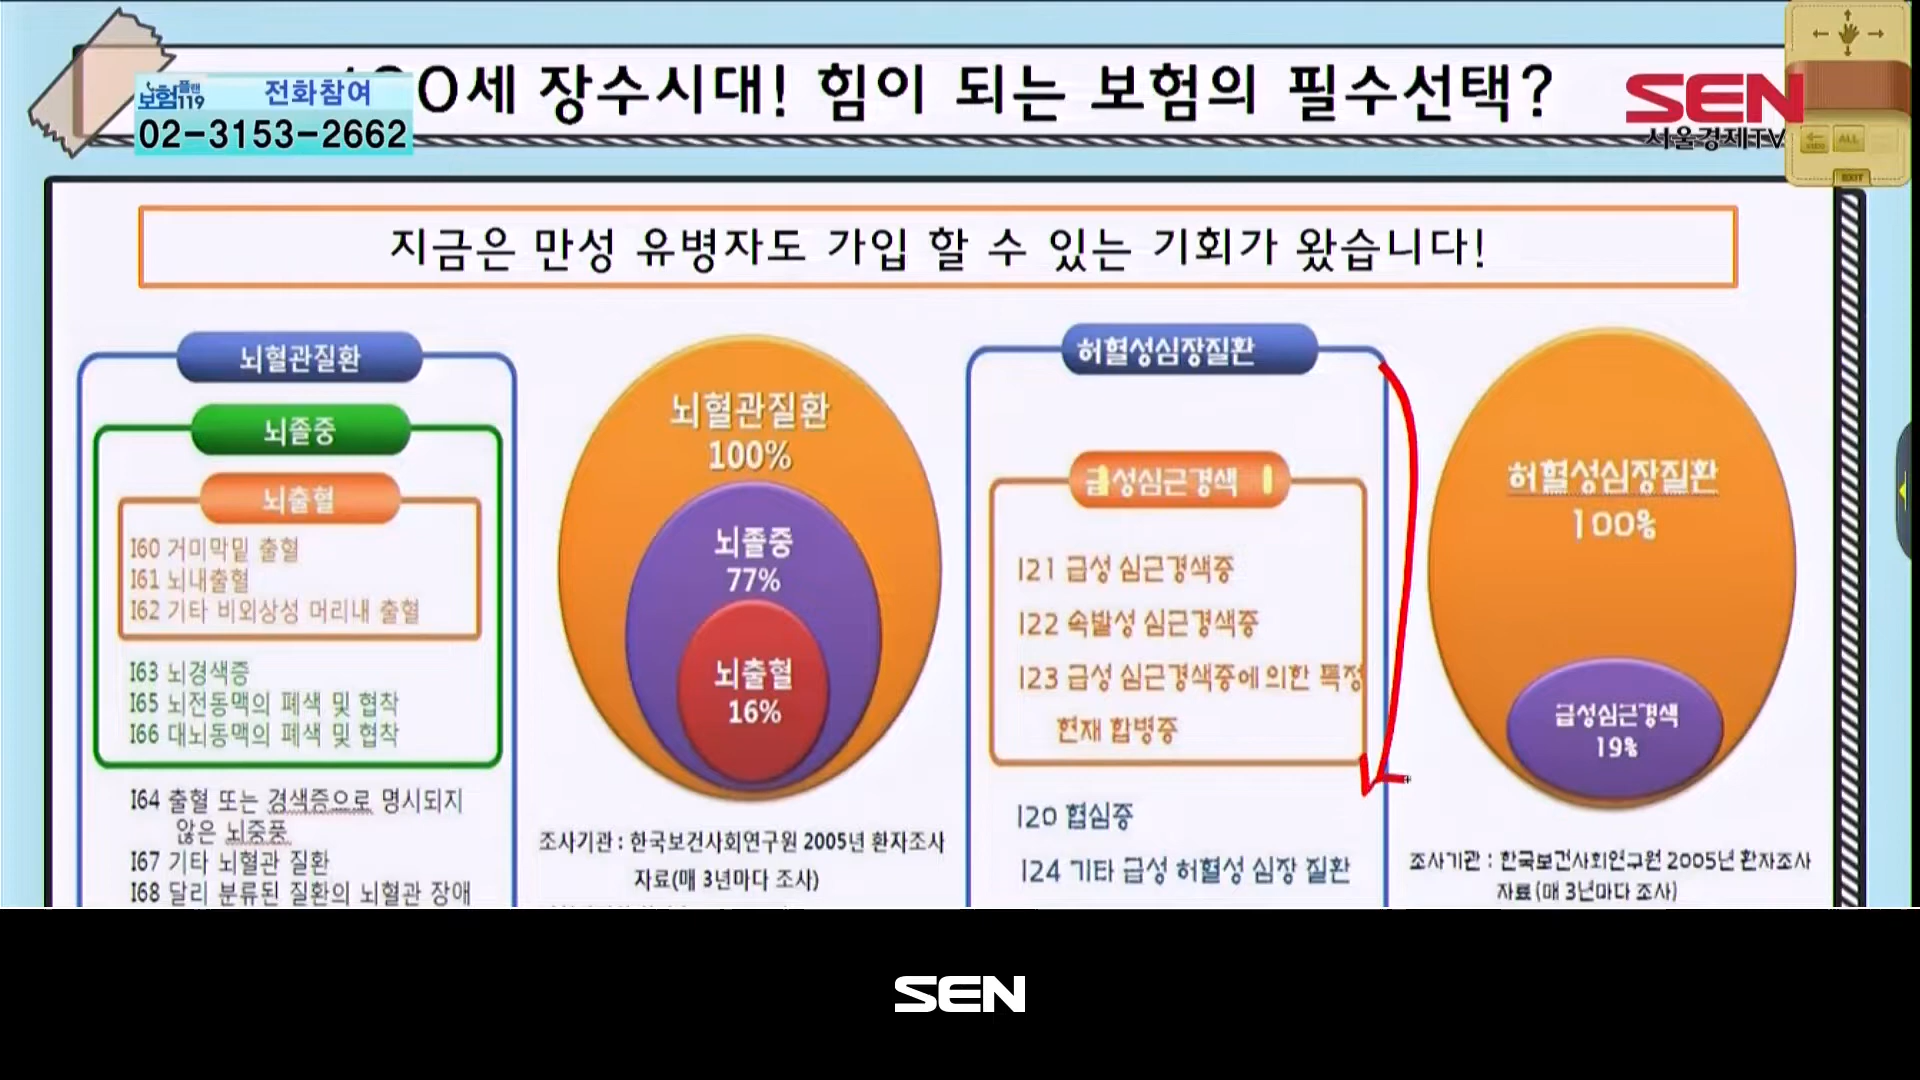 보험플랜119 전화참여
02-3153-2662
0세 장수시대! 힘이 되는 보험의 필수선택?
SEN
서울경제TV
ALL
EXIT
지금은 만성 유병자도 가입 할 수 있는 기회가 왔습니다!
뇌혈관질환
뇌졸중
뇌출혈
I60 거미막밑 출혈
I61 뇌내출혈
I62 기타 비외상성 머리내 출혈
I63 뇌경색증
I65 뇌전동맥의 폐색 및 협착
I66 대뇌동맥의 폐색 및 협착
I64 출혈 또는 경색증으로 명시되지
않은 뇌중풍
I67 기타 뇌혈관 질환
I68 달리 분류된 질환의 뇌혈관 장애
뇌혈관질환
100%
뇌졸중
77%
뇌출혈
16%
조사기관 : 한국보건사회연구원 2005년 환자조사
자료(매 3년마다 조사)
허혈성심장질환
급성심근경색
I21 급성 심근경색증
I22 속발성 심근경색증
I23 급성 심근경색증에 의한 특정
현재 합병증
I20 협심증
I24 기타 급성 허혈성 심장 질환
허혈성심장질환
100%
급성심근경색
19%
조사기관 : 한국보건사회연구원 2005년 환자조사
자료(매 3년마다 조사)
SEN